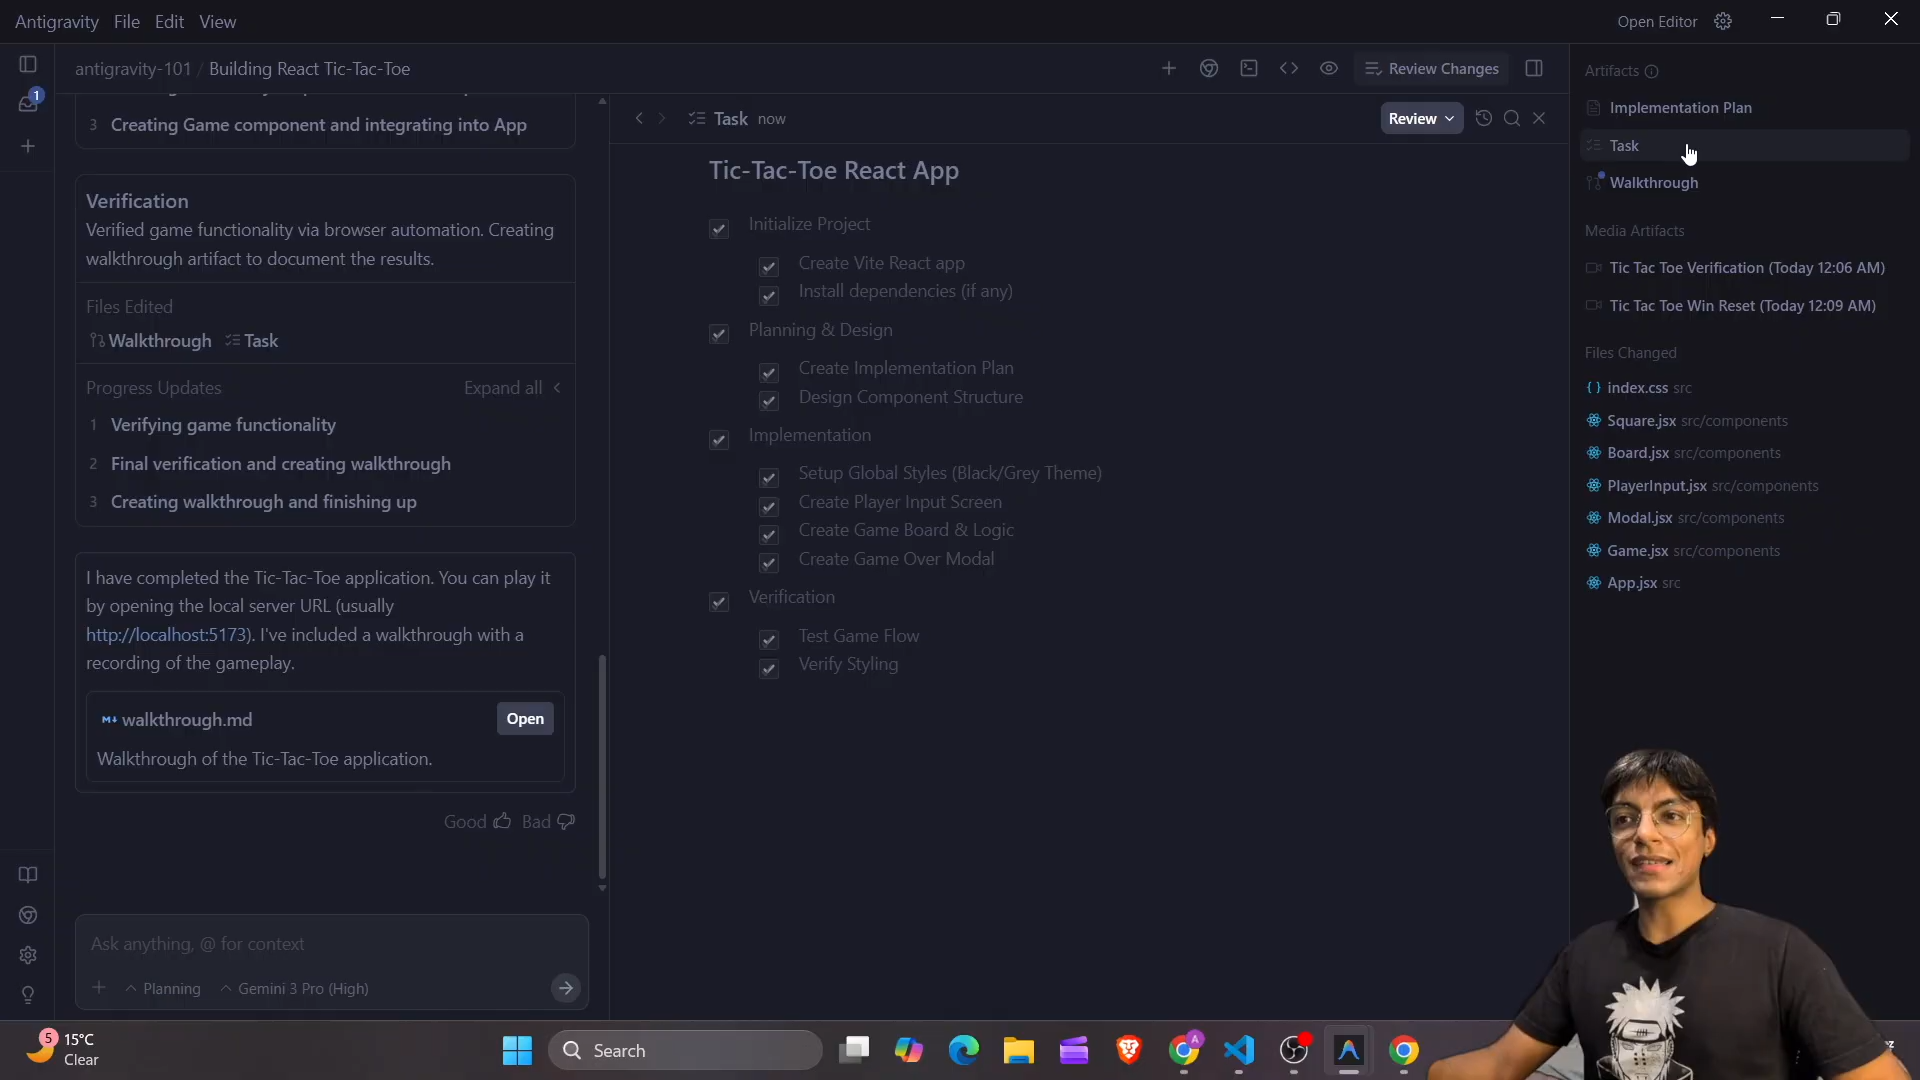 Antigravity File Edit View
Open Editor
antigravity-101 / Building React Tic-Tac-Toe
Review Changes
1
3 Creating Game component and integrating into App
Verification
Verified game functionality via browser automation. Creating
walkthrough artifact to document the results.
Files Edited
Walkthrough Task
Progress Updates Expand all
1 Verifying game functionality
2 Final verification and creating walkthrough
3 Creating walkthrough and finishing up
I have completed the Tic-Tac-Toe application. You can play it
by opening the local server URL (usually
http://localhost:5173). I've included a walkthrough with a
recording of the gameplay.
walkthrough.md
Open
Walkthrough of the Tic-Tac-Toe application.
Good Bad
Ask anything, @ for context
Planning Gemini 3 Pro (High)
Task now
Review
Tic-Tac-Toe React App
Initialize Project
Create Vite React app
Install dependencies (if any)
Planning & Design
Create Implementation Plan
Design Component Structure
Implementation
Setup Global Styles (Black/Grey Theme)
Create Player Input Screen
Create Game Board & Logic
Create Game Over Modal
Verification
Test Game Flow
Verify Styling
Artifacts
Implementation Plan
Task
Walkthrough
Media Artifacts
Tic Tac Toe Verification (Today 12:06 AM)
Tic Tac Toe Win Reset (Today 12:09 AM)
Files Changed
index.css src
Square.jsx src/components
Board.jsx src/components
PlayerInput.jsx src/components
Modal.jsx src/components
Game.jsx src/components
App.jsx src
5
15°C
Clear
Search
A